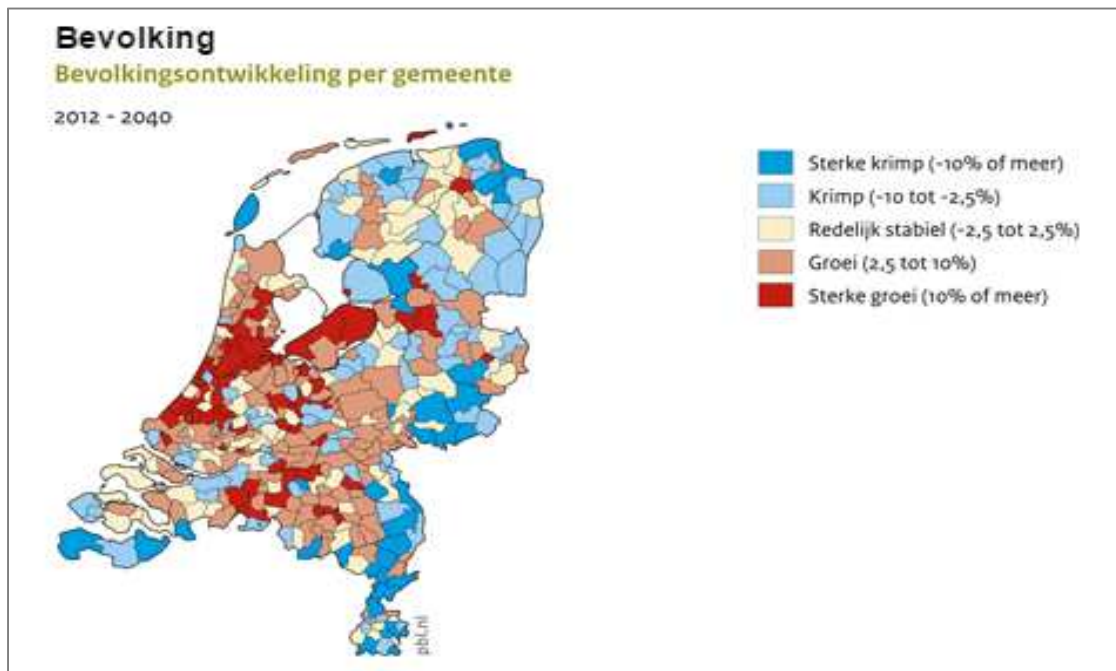 Bevolking
Bevolkingsontwikkeling per gemeente
2012 - 2040
Sterke krimp (-10% of meer)
Krimp (-10 tot -2,5%)
Redelijk stabiel (-2,5 tot 2,5%)
Groei (2,5 tot 10%)
Sterke groei (10% of meer)
pbl.nl